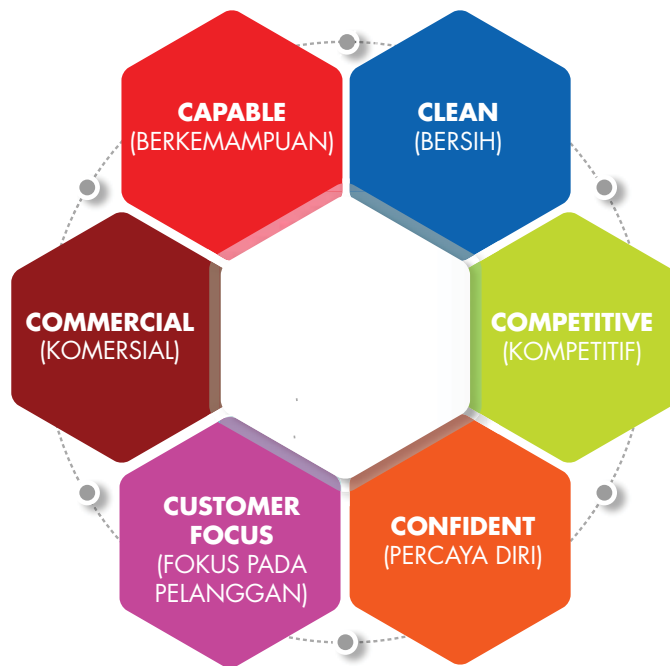 CAPABLE
(BERKEMAMPUAN)
CLEAN
(BERSIH)
COMMERCIAL
(KOMERSIAL)
COMPETITIVE
(KOMPETITIF)
CUSTOMER
FOCUS
(FOKUS PADA
PELANGGAN)
CONFIDENT
(PERCAYA DIRI)